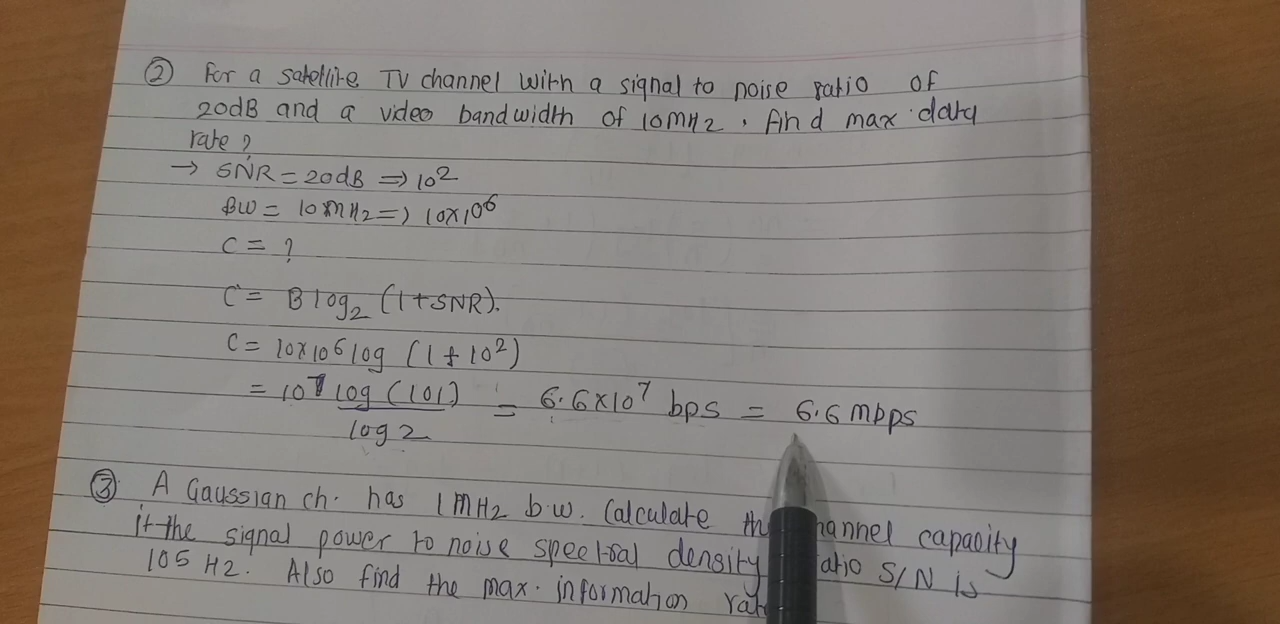 ② For a satellite TV channel with a signal to noise ratio of
20dB and a video bandwidth of 10MHz. Find max data
rate?
→ SNR = 20dB ⇒ 10²
BW = 10MHz ⇒ 10×10⁶
C = ?
C = B log₂ (1+SNR).
C = 10×10⁶ log (1+10²)
= 10⁷ log (101) / log 2 = 6.6×10⁷ bps = 6.6 mbps
③ A Gaussian ch. has 1MHz b.w. Calculate the hannel capacity
if the signal power to noise spectral density atio S/N is
105 Hz. Also find the max. information rat